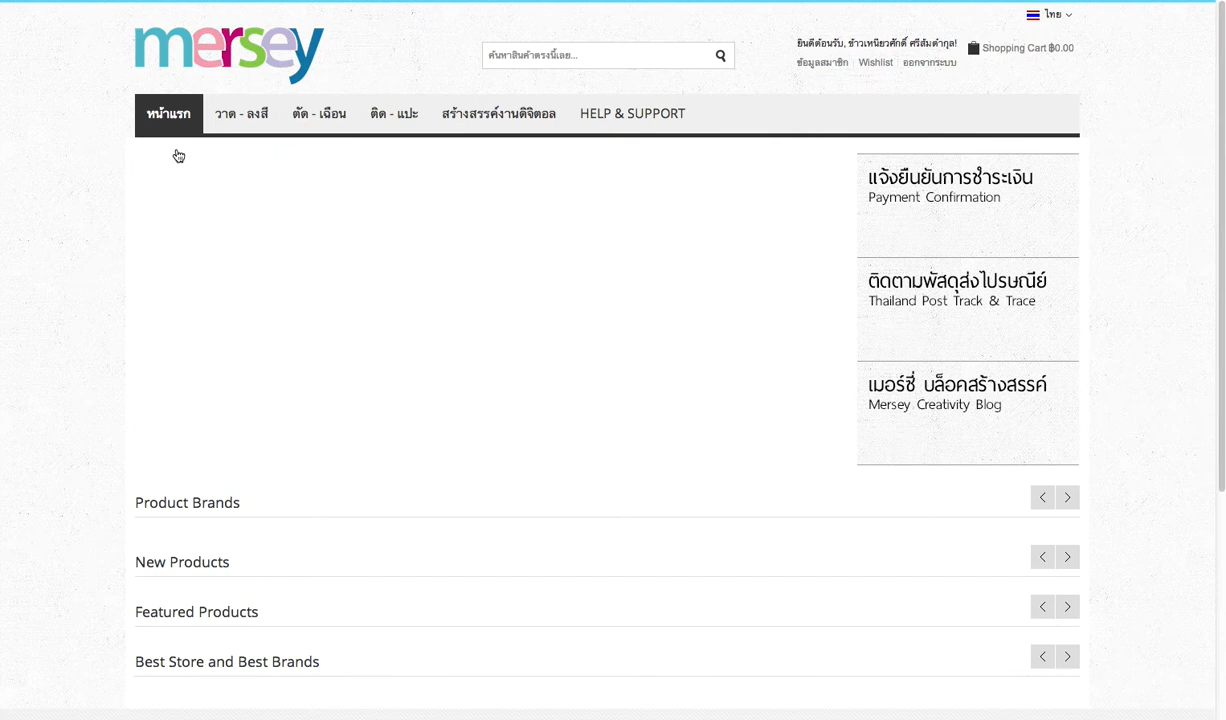 ไทย
mersey
ค้นหาสินค้าตรงนี้เลย...
ยินดีต้อนรับ, ข้าวเหนียวศักดิ์ ศรีส้มตำกุล!
Shopping Cart ฿0.00
ข้อมูลสมาชิก Wishlist ออกจากระบบ
หน้าแรก วาด - ลงสี ตัด - เฉือน ติด - แปะ สร้างสรรค์งานดิจิตอล HELP & SUPPORT
แจ้งยืนยันการชำระเงิน
Payment Confirmation
ติดตามพัสดุส่งไปรษณีย์
Thailand Post Track & Trace
เมอร์ซี่ บล็อคสร้างสรรค์
Mersey Creativity Blog
Product Brands
New Products
Featured Products
Best Store and Best Brands